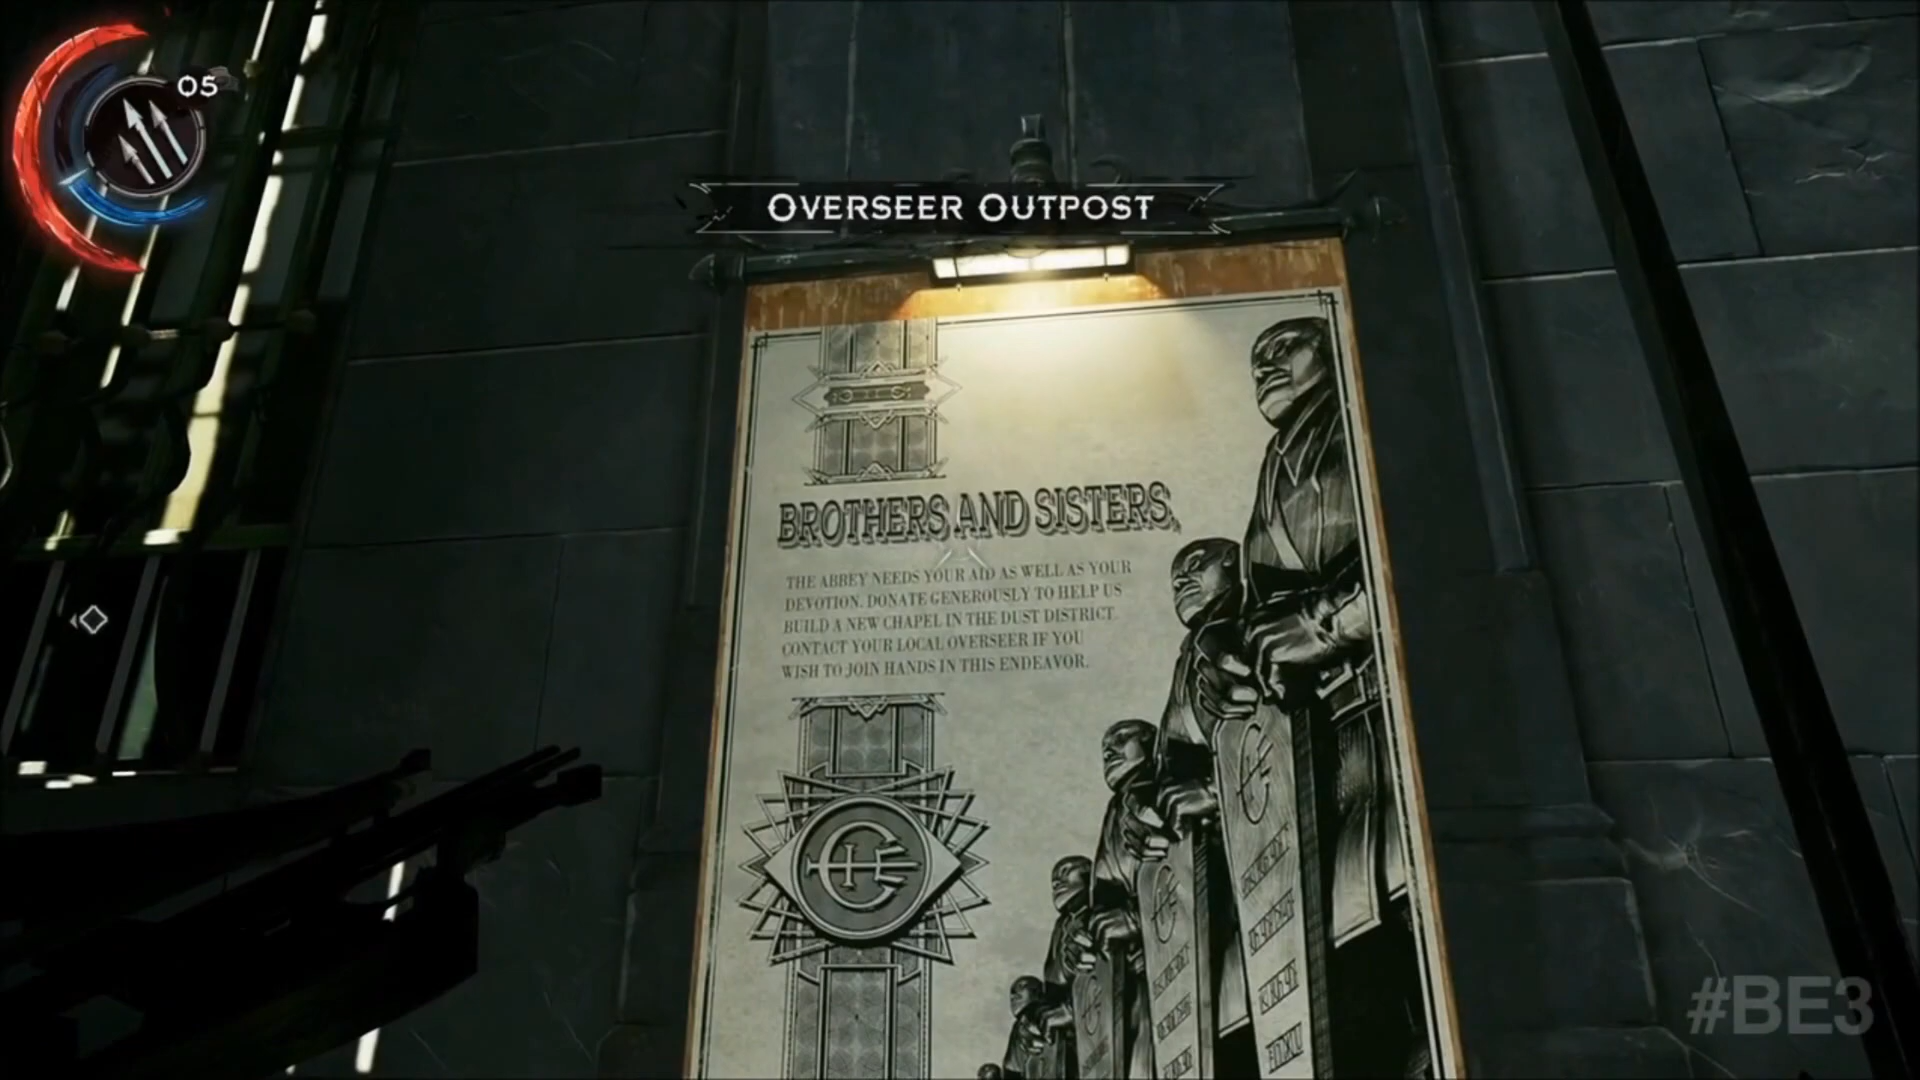 05
OVERSEER OUTPOST
BROTHERS AND SISTERS,
THE ABBEY NEEDS YOUR AID AS WELL AS YOUR
DEVOTION. DONATE GENEROUSLY TO HELP US
BUILD A NEW CHAPEL IN THE DUST DISTRICT.
CONTACT YOUR LOCAL OVERSEER IF YOU
WISH TO JOIN HANDS IN THIS ENDEAVOR.
#BE3